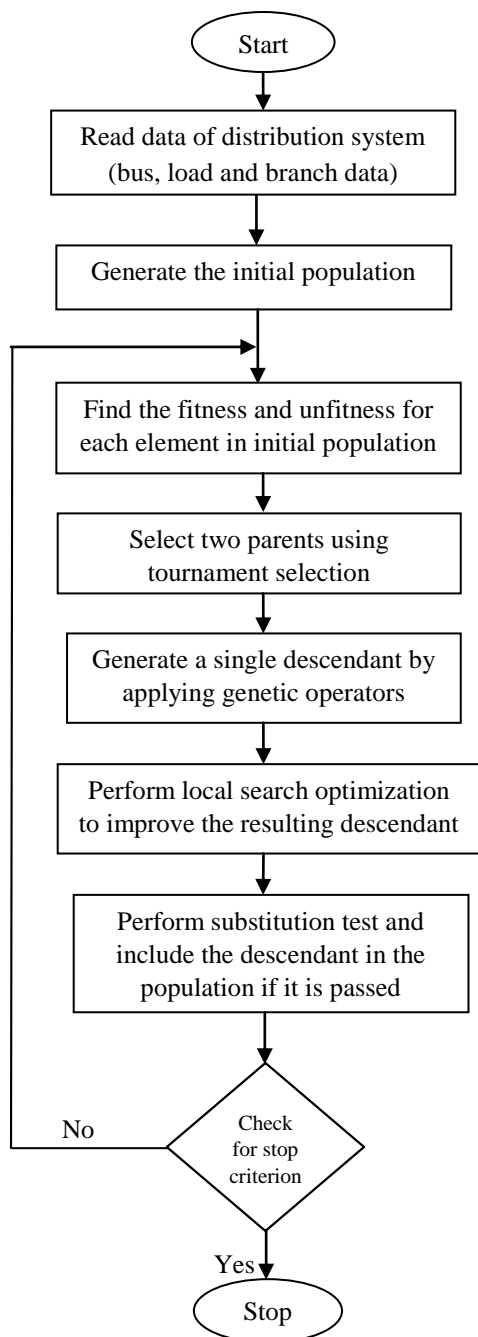 Start
Read data of distribution system
(bus, load and branch data)
Generate the initial population
Find the fitness and unfitness for
each element in initial population
Select two parents using
tournament selection
Generate a single descendant by
applying genetic operators
Perform local search optimization
to improve the resulting descendant
Perform substitution test and
include the descendant in the
population if it is passed
Check
for stop
criterion
No
Yes
Stop